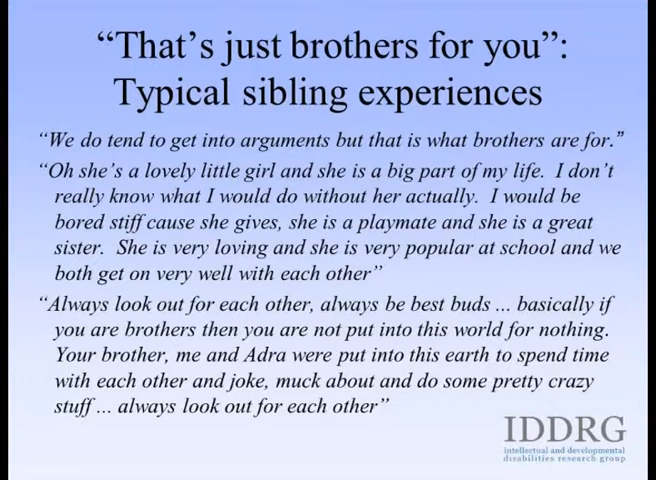 “That’s just brothers for you”:
Typical sibling experiences
“We do tend to get into arguments but that is what brothers are for.”
“Oh she’s a lovely little girl and she is a big part of my life. I don’t
really know what I would do without her actually. I would be
bored stiff cause she gives, she is a playmate and she is a great
sister. She is very loving and she is very popular at school and we
both get on very well with each other”
“Always look out for each other, always be best buds ... basically if
you are brothers then you are not put into this world for nothing.
Your brother, me and Adra were put into this earth to spend time
with each other and joke, muck about and do some pretty crazy
stuff ... always look out for each other”
IDDRG
intellectual and developmental
disabilities research group